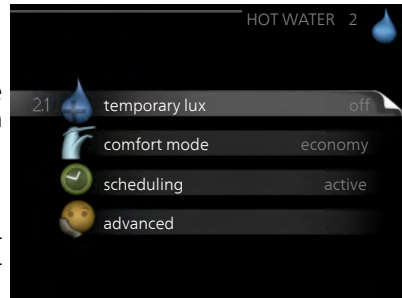 HOT WATER 2
2.1 temporary lux off
comfort mode economy
scheduling active
advanced